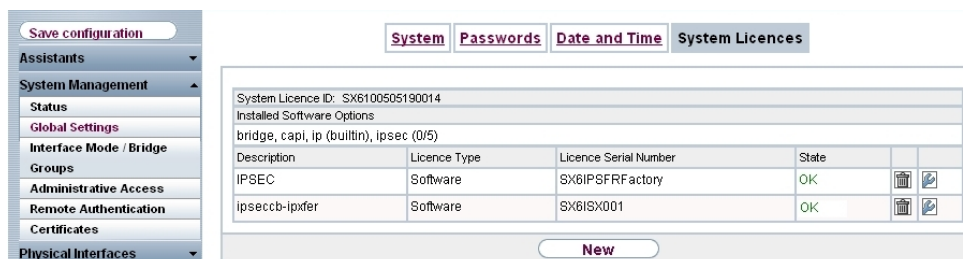 Save configuration
Assistants
System Management
Status
Global Settings
Interface Mode / Bridge
Groups
Administrative Access
Remote Authentication
Certificates
Physical Interfaces
System Passwords Date and Time System Licences
System Licence ID: SX6100505190014
Installed Software Options
bridge, capi, ip (builtin), ipsec (0/5)
Description Licence Type Licence Serial Number State
IPSEC Software SX6IPSFRFactory OK
ipseccb-ipxfer Software SX6ISX001 OK
New